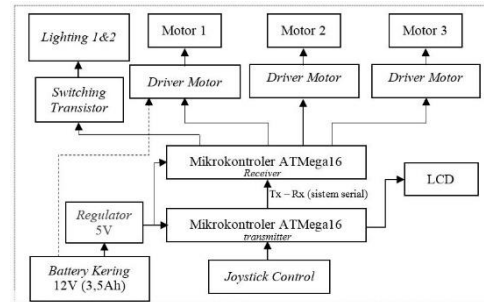 Lighting 1&2
Motor 1
Motor 2
Motor 3
Switching
Transistor
Driver Motor
Driver Motor
Driver Motor
Mikrokontroler ATMega16
Receiver
Tx – Rx (sistem serial)
LCD
Regulator
5V
Mikrokontroler ATMega16
transmitter
Battery Kering
12V (3,5Ah)
Joystick Control